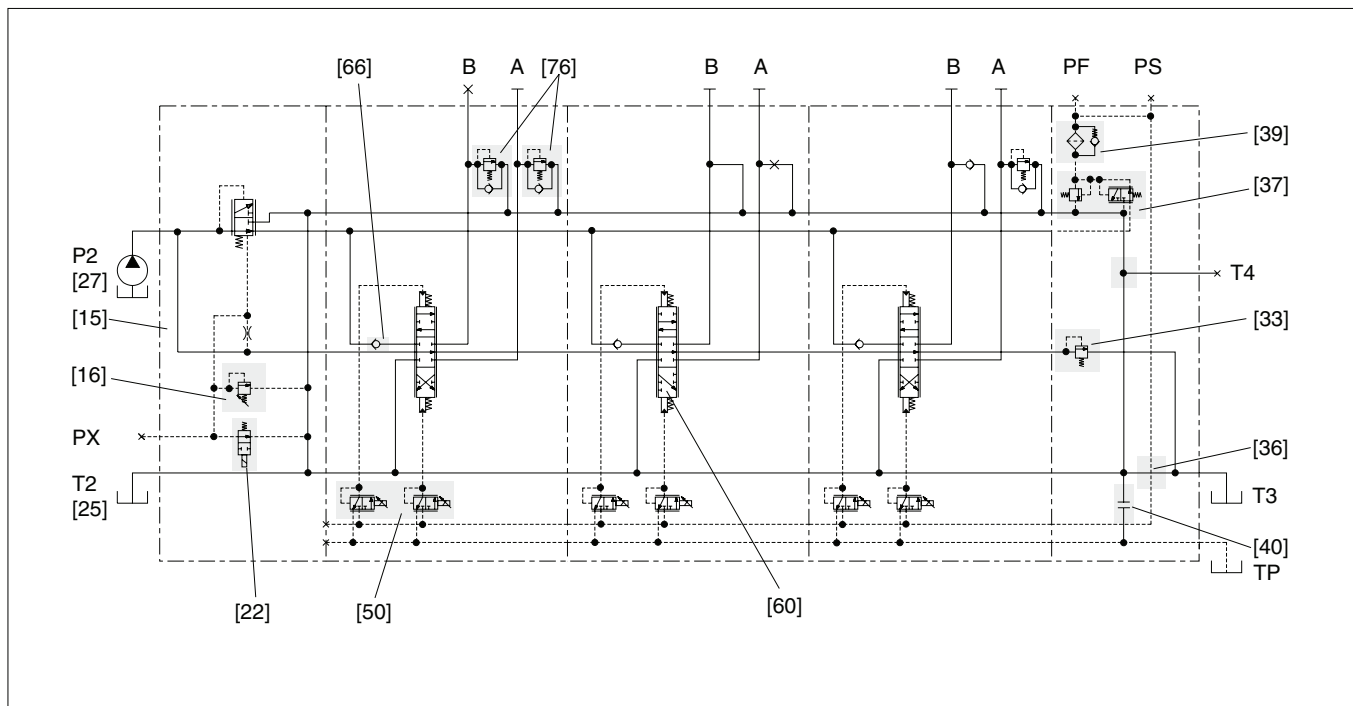 [66]
B
A
[76]
B
A
B
A
PF
PS
[39]
[37]
P2
[27]
T4
[15]
[33]
[16]
PX
[36]
T2
[25]
T3
[40]
TP
[22]
[50]
[60]